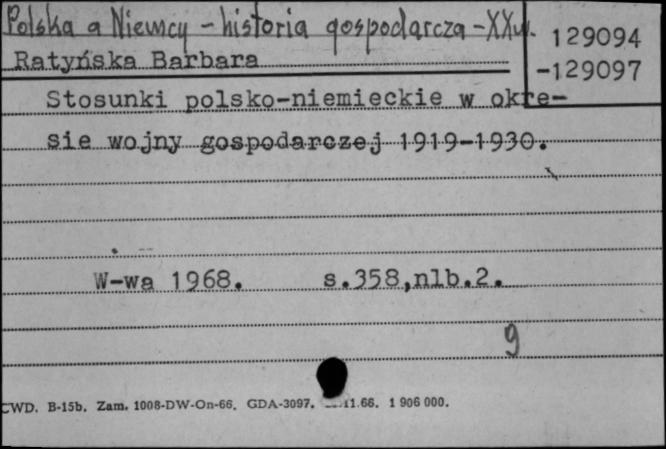 Polska a Niemcy - historia gospodarcza - XX w.
129094
-129097
Ratyńska Barbara
Stosunki polsko-niemieckie w okre-
sie wojny gospodarczej 1919-1930.
W-wa 1968. s.358,nlb.2.
9
CWD. B-15b. Zam. 1008-DW-On-66. GDA-3097. 11.66. 1 906 000.